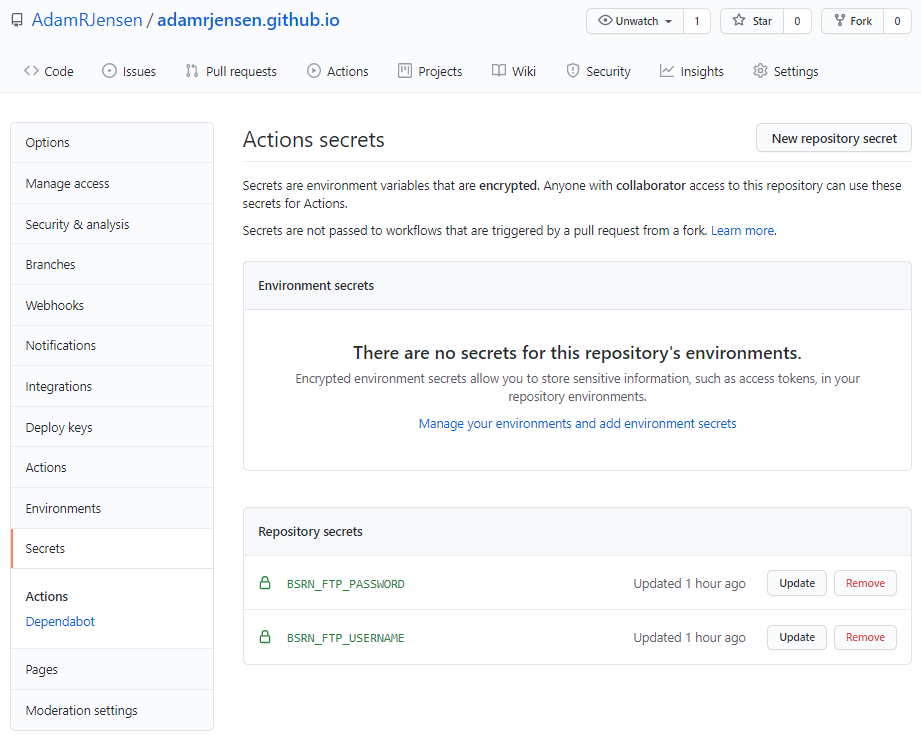 AdamRJensen / adamrjensen.github.io
Unwatch 1 Star 0 Fork 0
Code Issues Pull requests Actions Projects Wiki Security Insights Settings
Options
Manage access
Security & analysis
Branches
Webhooks
Notifications
Integrations
Deploy keys
Actions
Environments
Secrets
Actions
Dependabot
Pages
Moderation settings
Actions secrets
New repository secret
Secrets are environment variables that are encrypted. Anyone with collaborator access to this repository can use these
secrets for Actions.
Secrets are not passed to workflows that are triggered by a pull request from a fork. Learn more.
Environment secrets
There are no secrets for this repository's environments.
Encrypted environment secrets allow you to store sensitive information, such as access tokens, in your
repository environments.
Manage your environments and add environment secrets
Repository secrets
BSRN_FTP_PASSWORD Updated 1 hour ago Update Remove
BSRN_FTP_USERNAME Updated 1 hour ago Update Remove